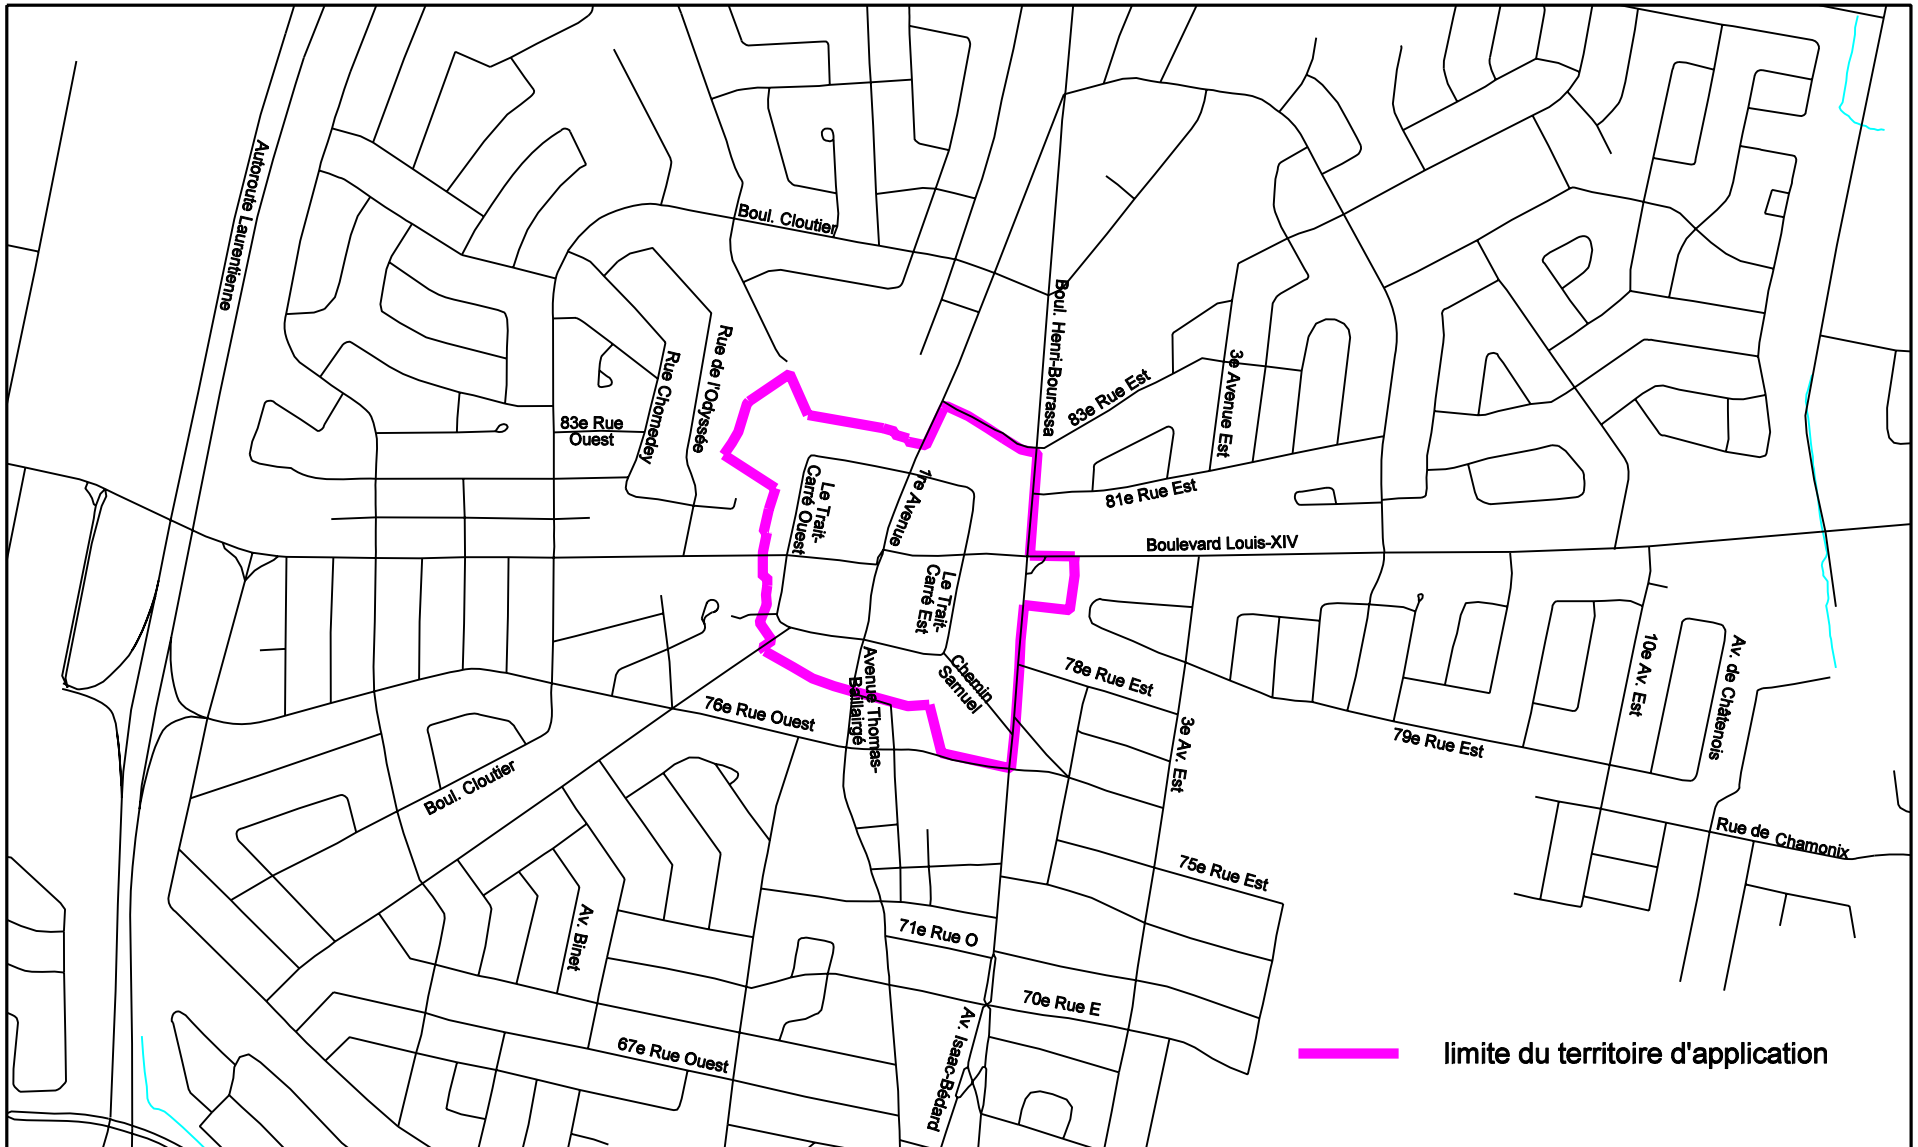 Autoroute Laurentienne
Boul. Cloutier
Boul. Henri-Bourassa
Rue de l'Odyssée
Rue Chomedey
83e Rue
Ouest
83e Rue Est
3e Avenue Est
81e Rue Est
Le Trait-
Carré Ouest
1re Avenue
Boulevard Louis-XIV
Le Trait-
Carré Est
Chemin
Samuel
78e Rue Est
Avenue Thomas-
Baillairgé
76e Rue Ouest
3e Av. Est
10e Av. Est
Av. de Châtenois
79e Rue Est
Boul. Cloutier
Rue de Chamonix
75e Rue Est
Av. Binet
71e Rue O
70e Rue E
Av. Isaac-Bédard
67e Rue Ouest
limite du territoire d'application